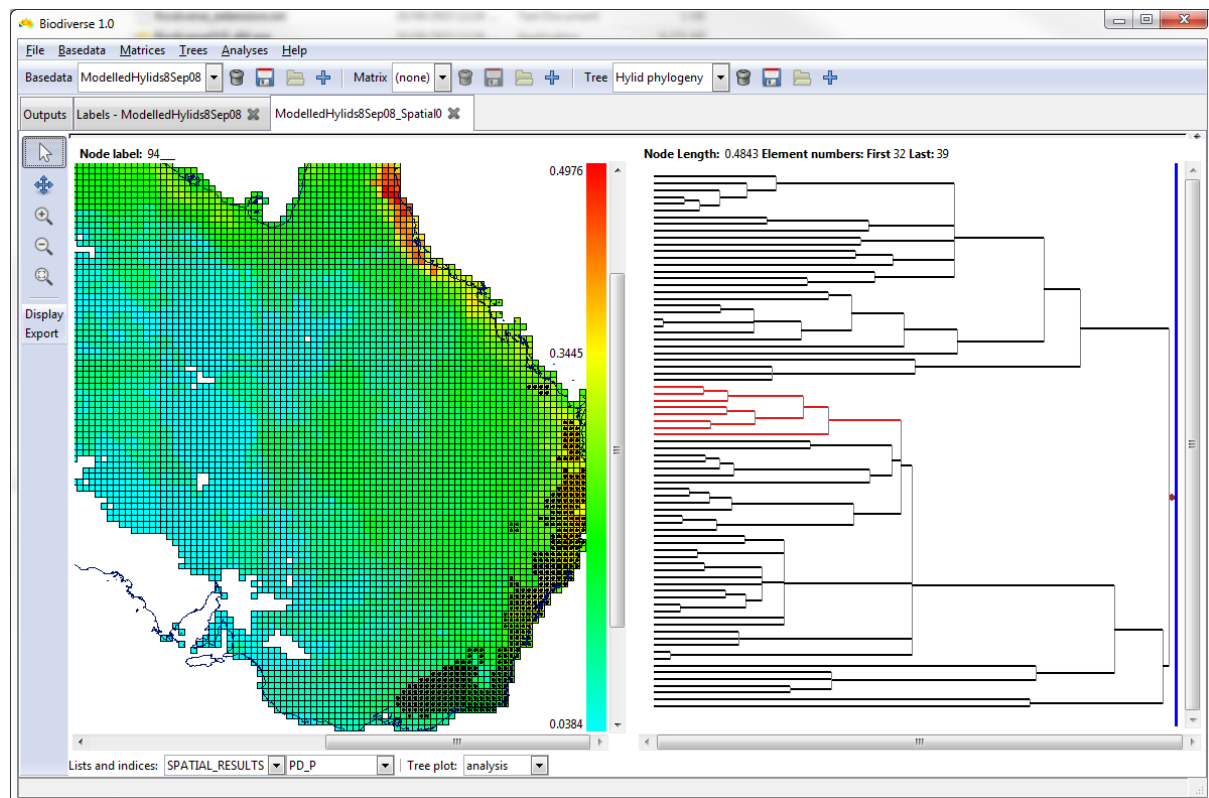 Biodiverse 1.0
File Basedata Matrices Trees Analyses Help
Basedata ModelledHylids8Sep08 Matrix (none) Tree Hylid phylogeny
Outputs Labels - ModelledHylids8Sep08 ModelledHylids8Sep08_Spatial0
Node label: 94___ Node Length: 0.4843 Element numbers: First 32 Last: 39
0.4976
Display
Export
0.3445
0.0384
Lists and indices: SPATIAL_RESULTS PD_P Tree plot: analysis